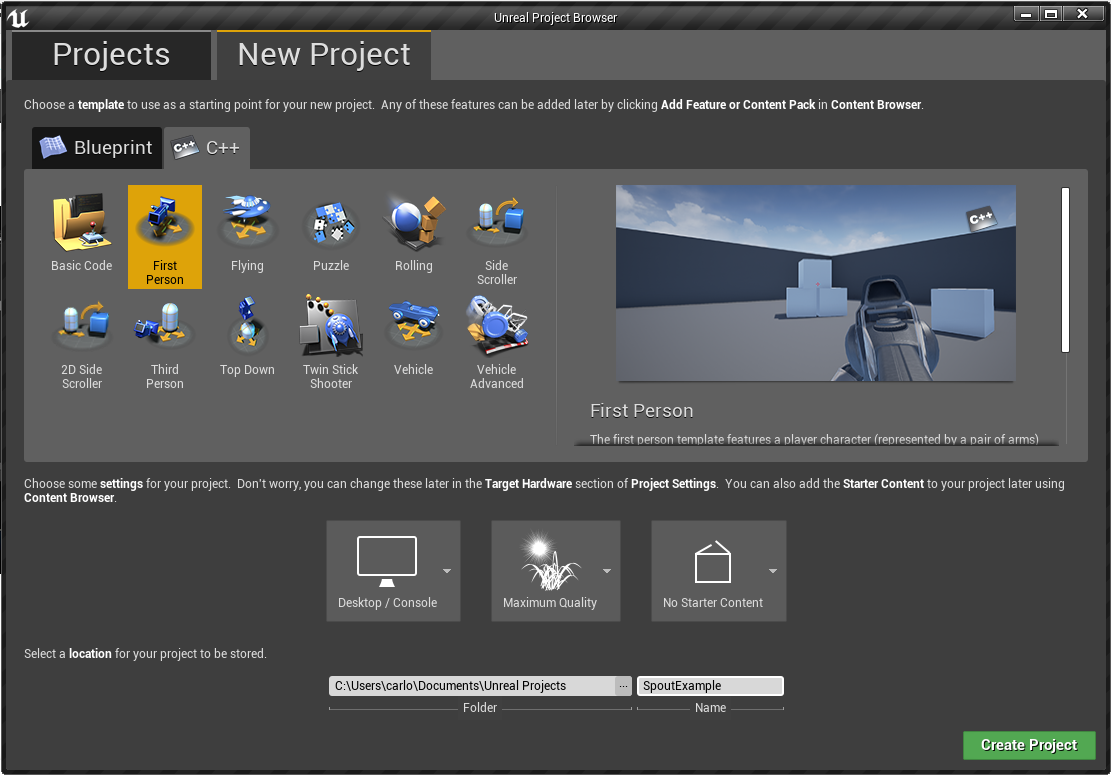 Unreal Project Browser
Projects
New Project
Choose a template to use as a starting point for your new project.  Any of these features can be added later by clicking Add Feature or Content Pack in Content Browser.
Blueprint
C++
C++
Basic Code
First
Person
Flying
Puzzle
Rolling
Side
Scroller
2D Side
Scroller
Third
Person
Top Down
Twin Stick
Shooter
Vehicle
Vehicle
Advanced
C++
First Person
The first person template features a player character (represented by a pair of arms)
Choose some settings for your project.  Don't worry, you can change these later in the Target Hardware section of Project Settings.  You can also add the Starter Content to your project later using
Content Browser.
Desktop / Console
Maximum Quality
No Starter Content
Select a location for your project to be stored.
C:\Users\carlo\Documents\Unreal Projects
...
SpoutExample
Folder
Name
Create Project